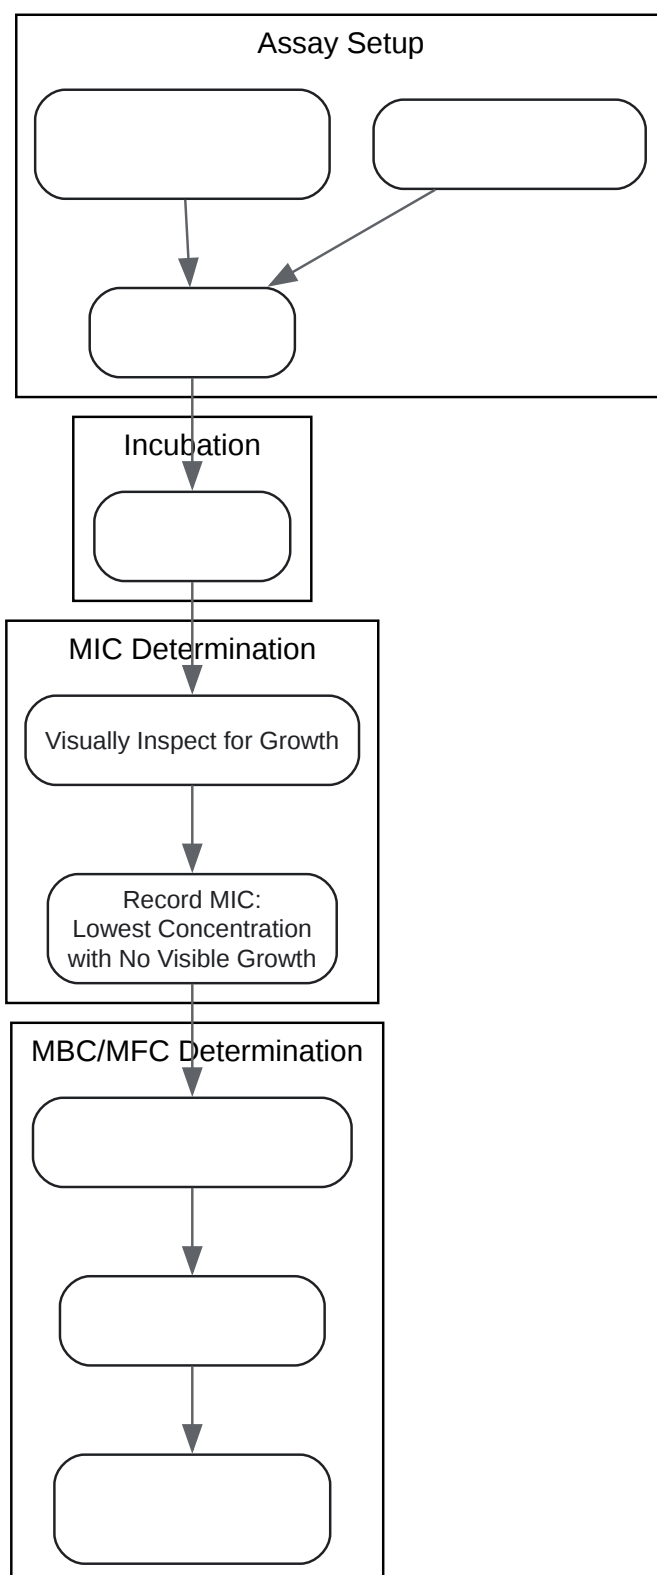 Assay Setup
Incubation
MIC Determination
Visually Inspect for Growth
Record MIC:
Lowest Concentration
with No Visible Growth
MBC/MFC Determination